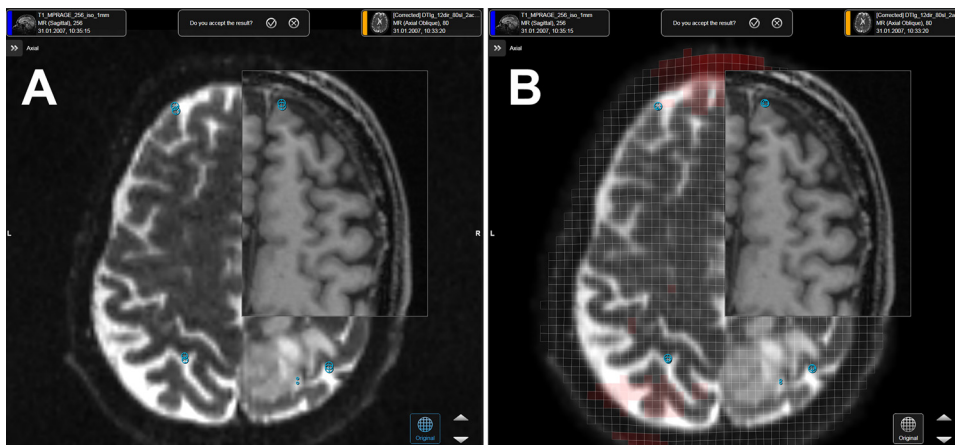 T1_MPRAGE_256_iso_1mm
MR (Sagittal), 256
31.01.2007, 10:35:15
Do you accept the result?
[Corrected] DTIg_12dir_80sl_2ac...
MR (Axial Oblique), 80
31.01.2007, 10:33:20
Axial
A
L
R
Original
T1_MPRAGE_256_iso_1mm
MR (Sagittal), 256
31.01.2007, 10:35:15
Do you accept the result?
[Corrected] DTIg_12dir_80sl_2ac...
MR (Axial Oblique), 80
31.01.2007, 10:33:20
Axial
B
L
Original